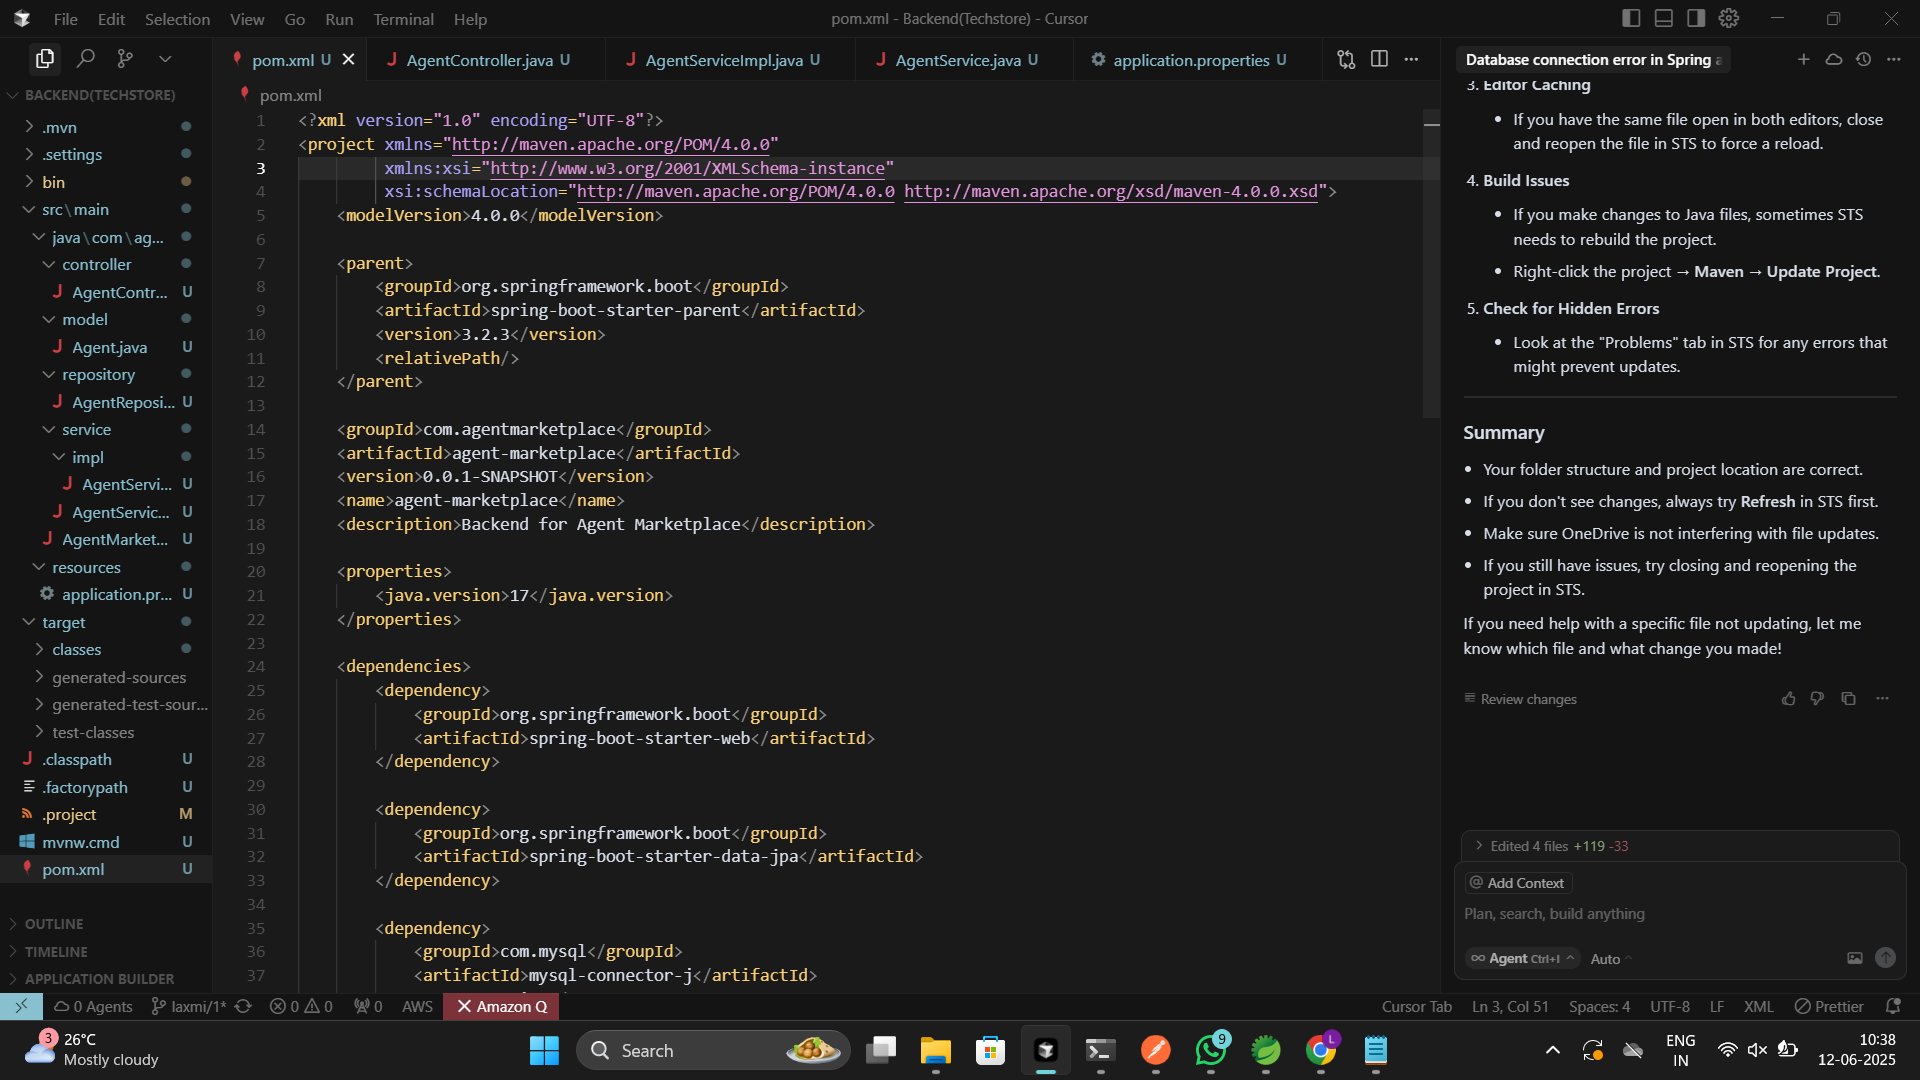 File Edit Selection View Go Run Terminal Help
pom.xml - Backend(Techstore) - Cursor
pom.xml U
AgentController.java U
AgentServiceImpl.java U
AgentService.java U
application.properties U
BACKEND(TECHSTORE)
.mvn
.settings
bin
src\main
java\com\ag...
controller
AgentContr... U
model
Agent.java U
repository
AgentReposi... U
service
impl
AgentServi... U
AgentServic... U
AgentMarket... U
resources
application.pr... U
target
classes
generated-sources
generated-test-sour...
test-classes
.classpath U
.factorypath U
.project M
mvnw.cmd U
pom.xml U
OUTLINE
TIMELINE
APPLICATION BUILDER
pom.xml
1 <?xml version="1.0" encoding="UTF-8"?>
2 <project xmlns="http://maven.apache.org/POM/4.0.0"
3 xmlns:xsi="http://www.w3.org/2001/XMLSchema-instance"
4 xsi:schemaLocation="http://maven.apache.org/POM/4.0.0 http://maven.apache.org/xsd/maven-4.0.0.xsd">
5 <modelVersion>4.0.0</modelVersion>
6
7 <parent>
8 <groupId>org.springframework.boot</groupId>
9 <artifactId>spring-boot-starter-parent</artifactId>
10 <version>3.2.3</version>
11 <relativePath/>
12 </parent>
13
14 <groupId>com.agentmarketplace</groupId>
15 <artifactId>agent-marketplace</artifactId>
16 <version>0.0.1-SNAPSHOT</version>
17 <name>agent-marketplace</name>
18 <description>Backend for Agent Marketplace</description>
19
20 <properties>
21 <java.version>17</java.version>
22 </properties>
23
24 <dependencies>
25 <dependency>
26 <groupId>org.springframework.boot</groupId>
27 <artifactId>spring-boot-starter-web</artifactId>
28 </dependency>
29
30 <dependency>
31 <groupId>org.springframework.boot</groupId>
32 <artifactId>spring-boot-starter-data-jpa</artifactId>
33 </dependency>
34
35 <dependency>
36 <groupId>com.mysql</groupId>
37 <artifactId>mysql-connector-j</artifactId>
Database connection error in Spring
3. Editor Caching
• If you have the same file open in both editors, close
and reopen the file in STS to force a reload.
4. Build Issues
• If you make changes to Java files, sometimes STS
needs to rebuild the project.
• Right-click the project → Maven → Update Project.
5. Check for Hidden Errors
• Look at the "Problems" tab in STS for any errors that
might prevent updates.
Summary
• Your folder structure and project location are correct.
• If you don't see changes, always try Refresh in STS first.
• Make sure OneDrive is not interfering with file updates.
• If you still have issues, try closing and reopening the
project in STS.
If you need help with a specific file not updating, let me
know which file and what change you made!
Review changes
Edited 4 files +119 -33
@ Add Context
Plan, search, build anything
∞ Agent Ctrl+I
Auto
0 Agents laxmi/1* 0 0 0 AWS Amazon Q
Cursor Tab Ln 3, Col 51 Spaces: 4 UTF-8 LF XML Prettier
3
26°C
Mostly cloudy
Search
9
L
ENG
IN
10:38
12-06-2025